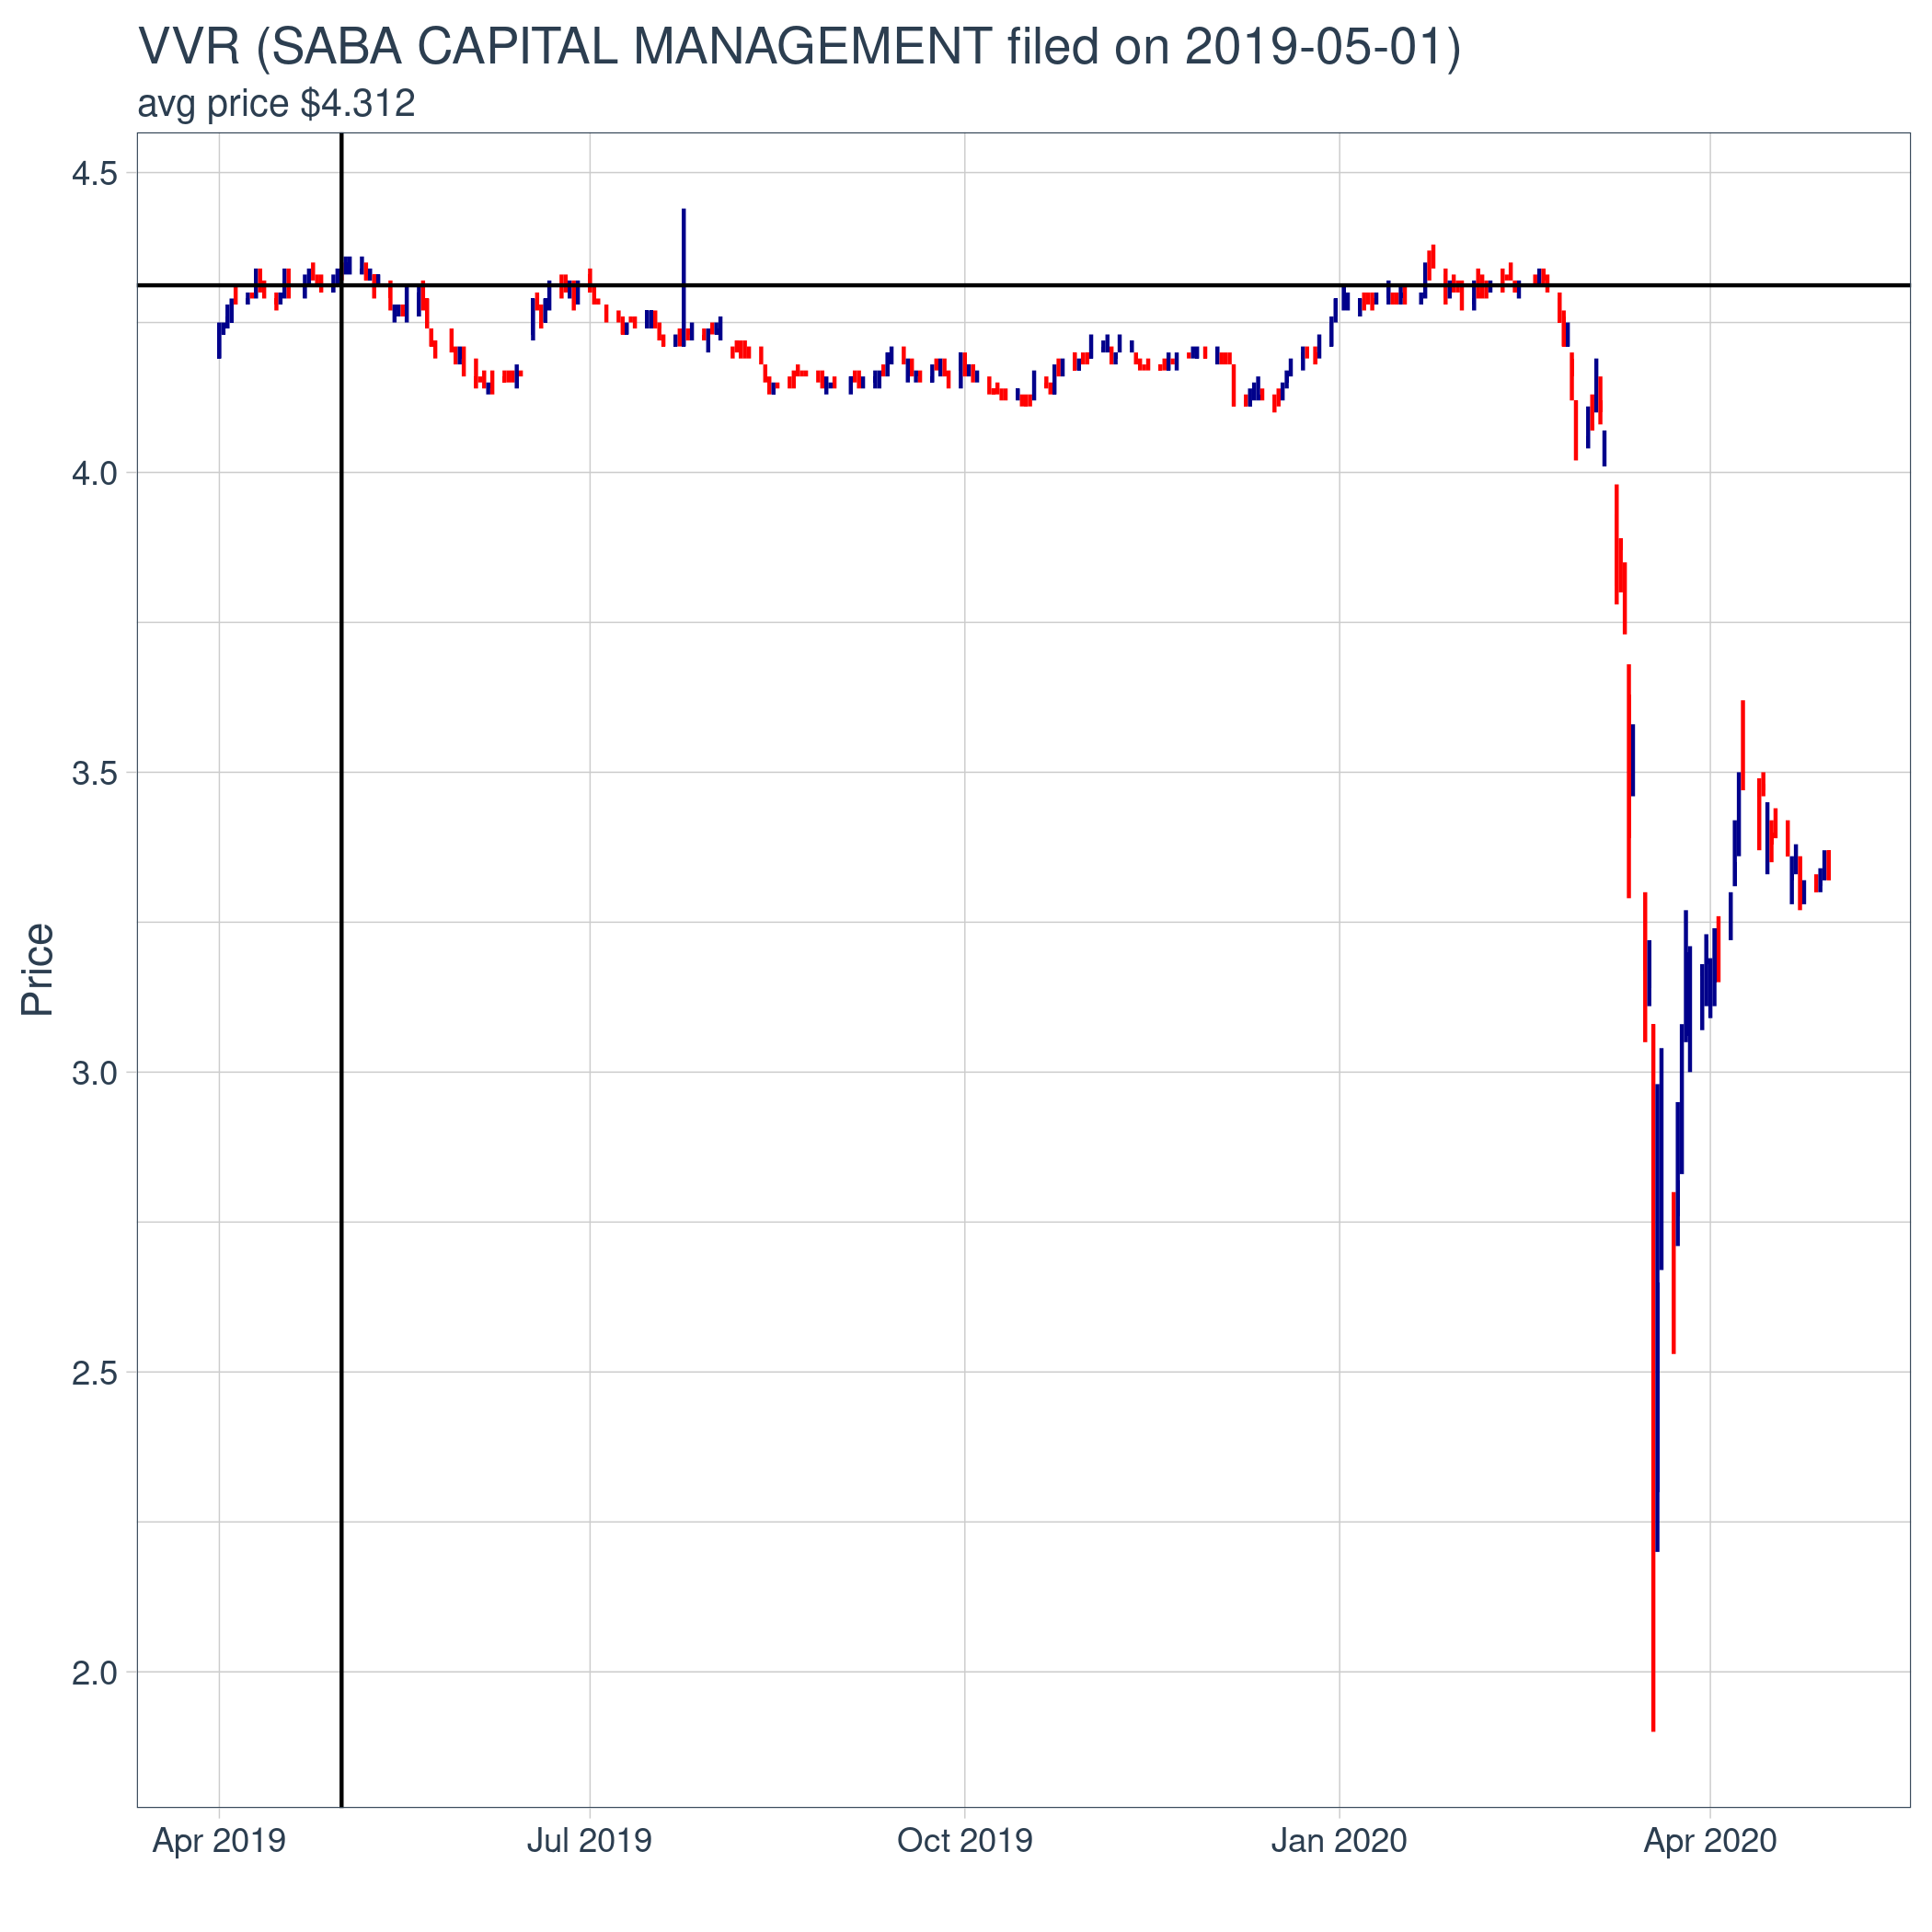 VVR (SABA CAPITAL MANAGEMENT filed on 2019-05-01)
avg price $4.312
4.5
4.0
3.5
3.0
2.5
2.0
Price
Apr 2019
Jul 2019
Oct 2019
Jan 2020
Apr 2020